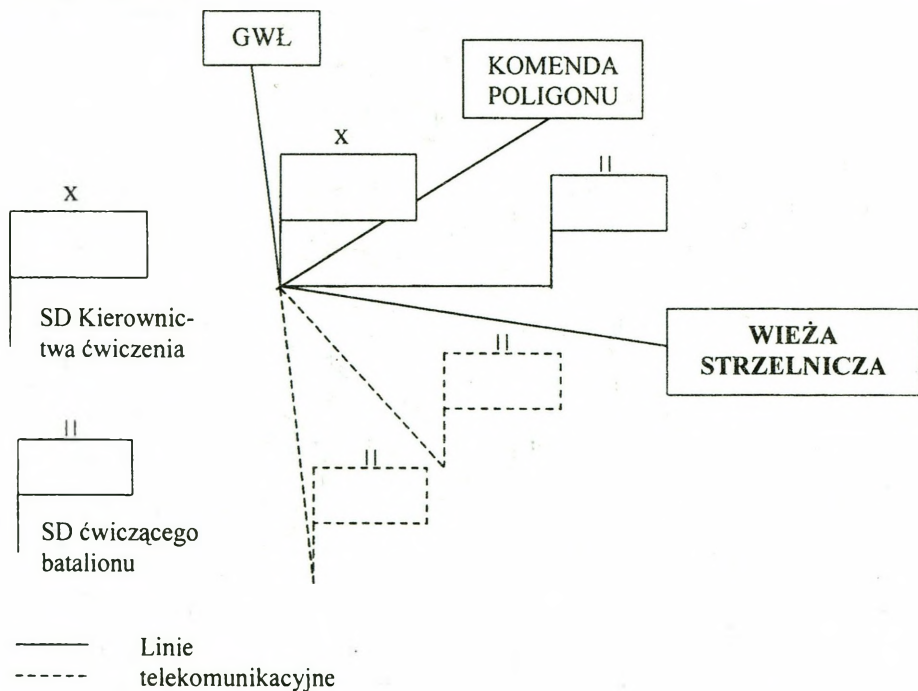 GWŁ
KOMENDA
POLIGONU
X
II
X
SD Kierownic-
twa ćwiczenia
WIEŻA
STRZELNICZA
II
II
II
SD ćwiczącego
batalionu
Linie
telekomunikacyjne